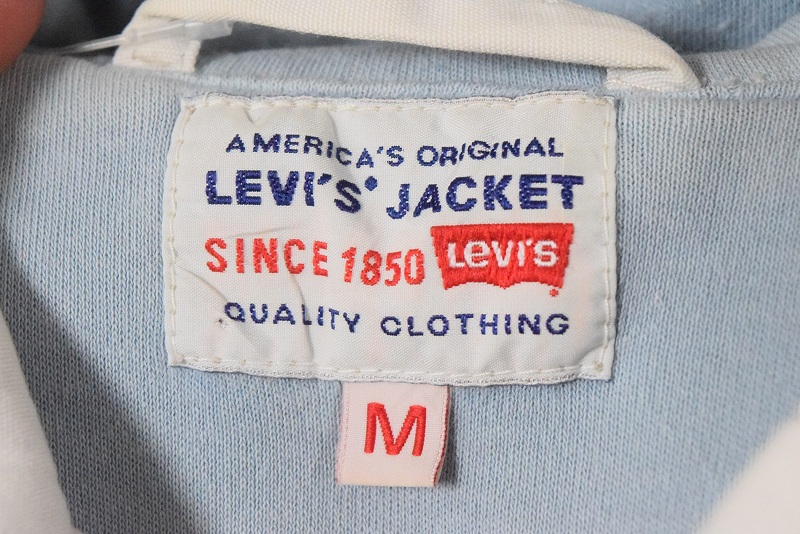 AMERICA'S ORIGINAL
LEVI'S® JACKET
SINCE 1850 Levi's
QUALITY CLOTHING
M